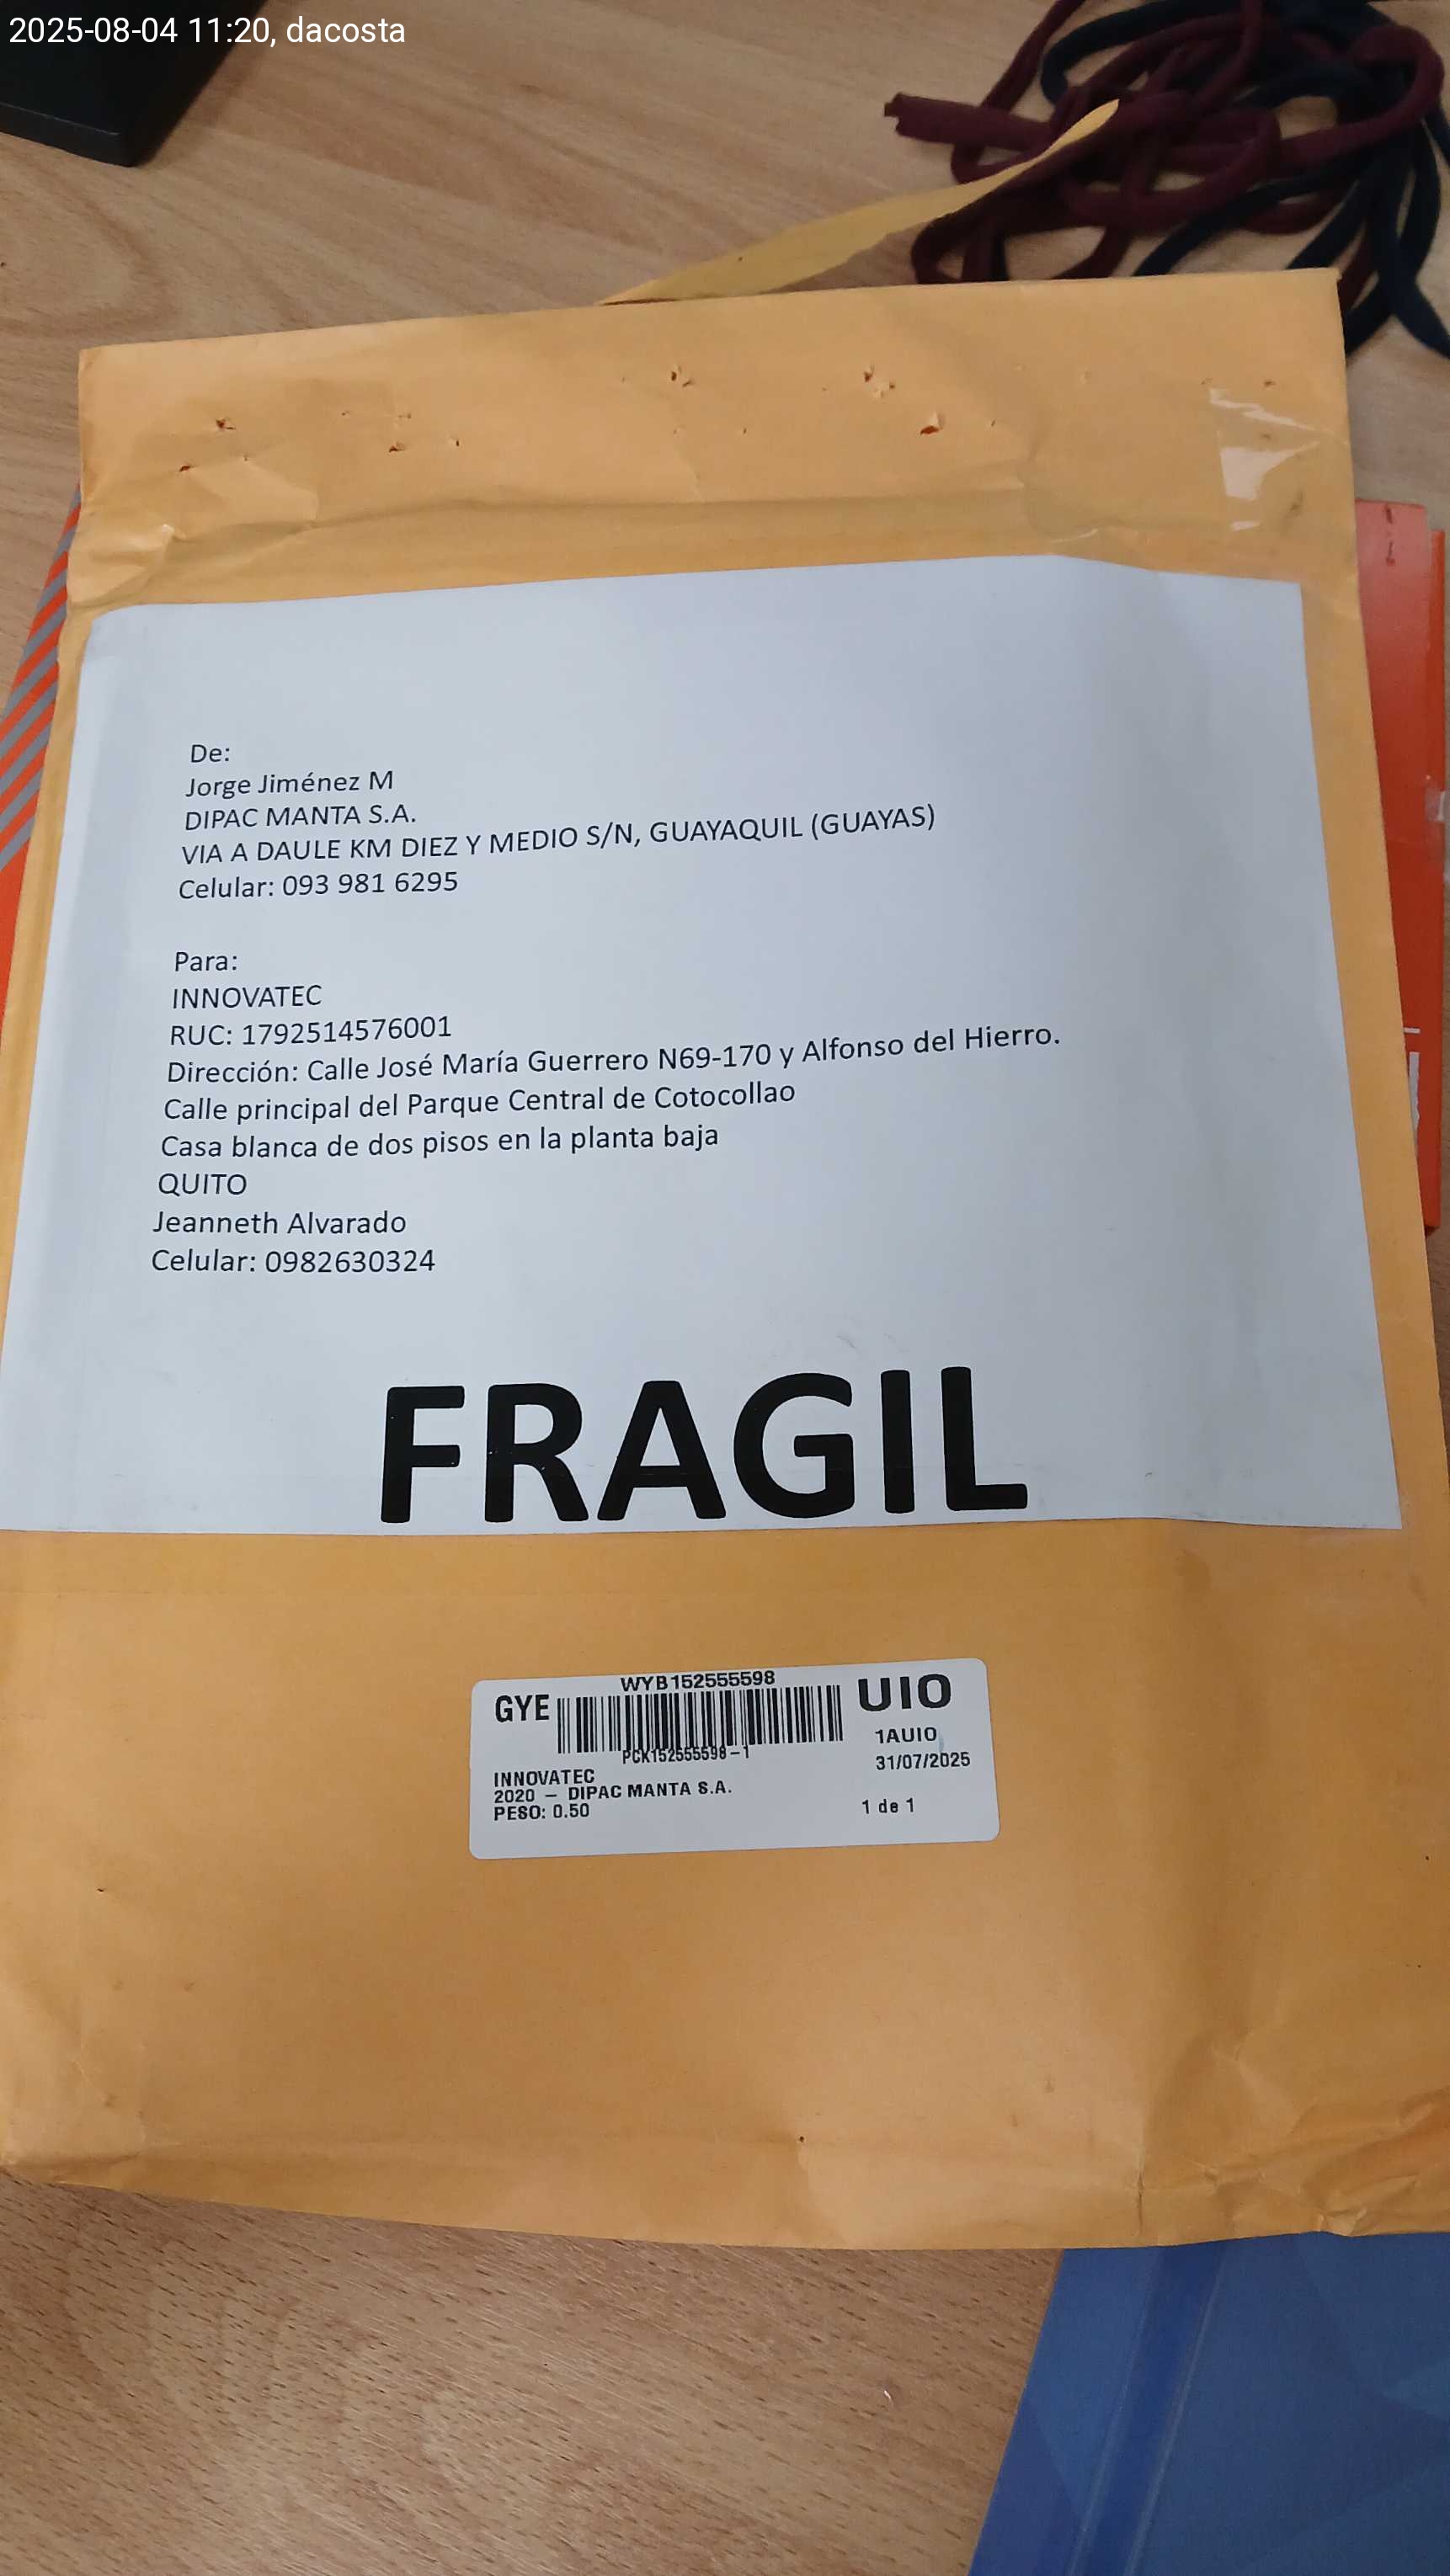 2025-08-04 11:20, dacosta
De:
Jorge Jiménez M
DIPAC MANTA S.A.
VIA A DAULE KM DIEZ Y MEDIO S/N, GUAYAQUIL (GUAYAS)
Celular: 093 981 6295
Para:
INNOVATEC
RUC: 1792514576001
Dirección: Calle José María Guerrero N69-170 y Alfonso del Hierro.
Calle principal del Parque Central de Cotocollao
Casa blanca de dos pisos en la planta baja
QUITO
Jeanneth Alvarado
Celular: 0982630324
FRAGIL
WYB152555598
GYE
UIO
PCK152555598-1
1AUIO
31/07/2025
INNOVATEC
2020 - DIPAC MANTA S.A.
PESO: 0.50
1 de 1